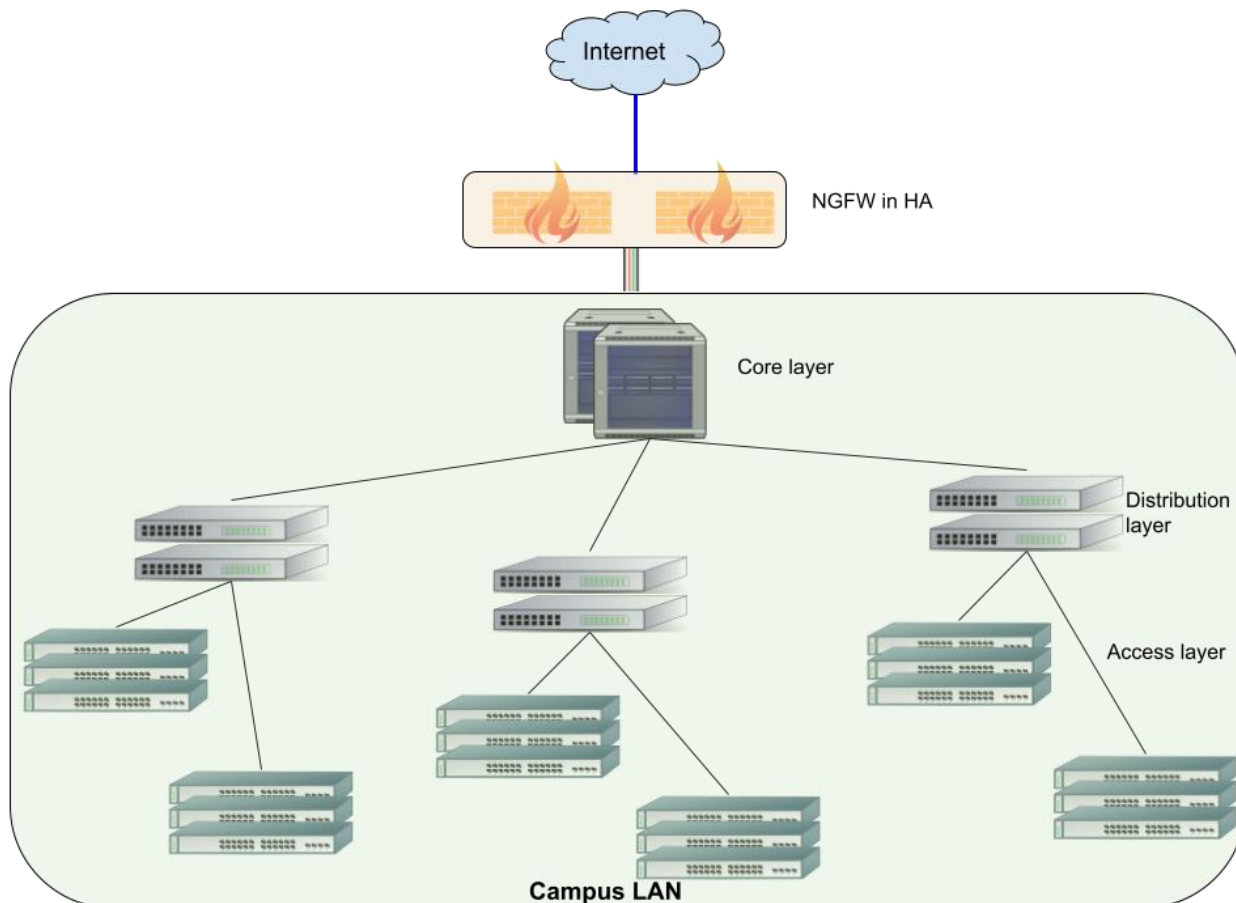 Internet
NGFW in HA
Core layer
Distribution
layer
Access layer
Campus LAN